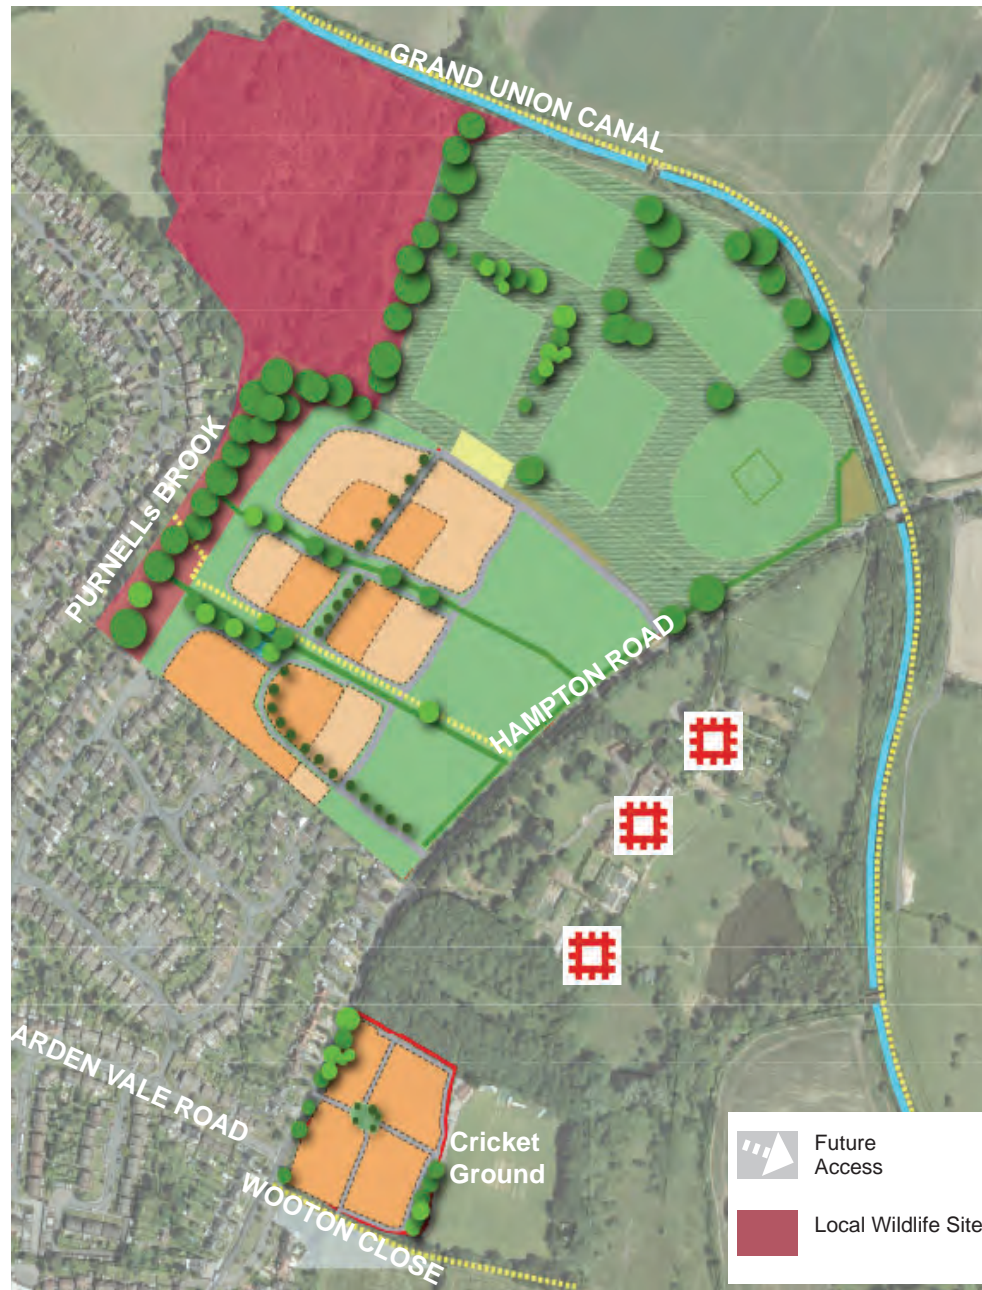 GRAND UNION CANAL
PURNELLs BROOK
HAMPTON ROAD
ARDEN VALE ROAD
Cricket
Ground
WOOTON CLOSE
Future
Access
Local Wildlife Site